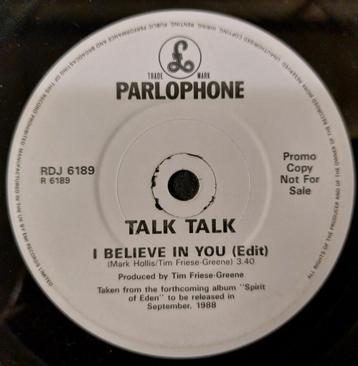 £
TRADE MARK
PARLOPHONE
RDJ 6189
R 6189
Promo
Copy
Not For
Sale
TALK TALK
I BELIEVE IN YOU (Edit)
(Mark Hollis/Tim Friese-Greene) 3.40
Produced by Tim Friese-Greene
Taken from the forthcoming album "Spirit
of Eden" to be released in
September, 1988